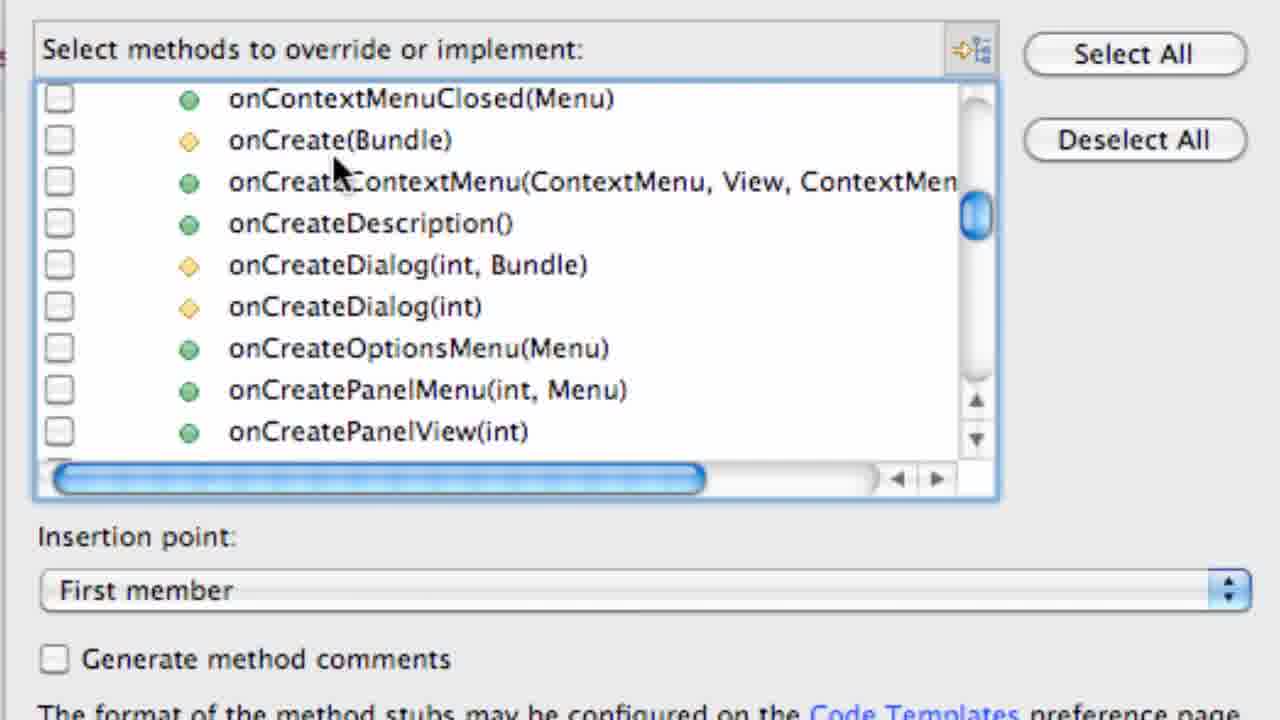 Select methods to override or implement:
Select All
onContextMenuClosed(Menu)
onCreate(Bundle)
Deselect All
onCreateContextMenu(ContextMenu, View, ContextMen
onCreateDescription()
onCreateDialog(int, Bundle)
onCreateDialog(int)
onCreateOptionsMenu(Menu)
onCreatePanelMenu(int, Menu)
onCreatePanelView(int)
Insertion point:
First member
Generate method comments
The format of the method stubs may be configured on the Code Templates preference page.